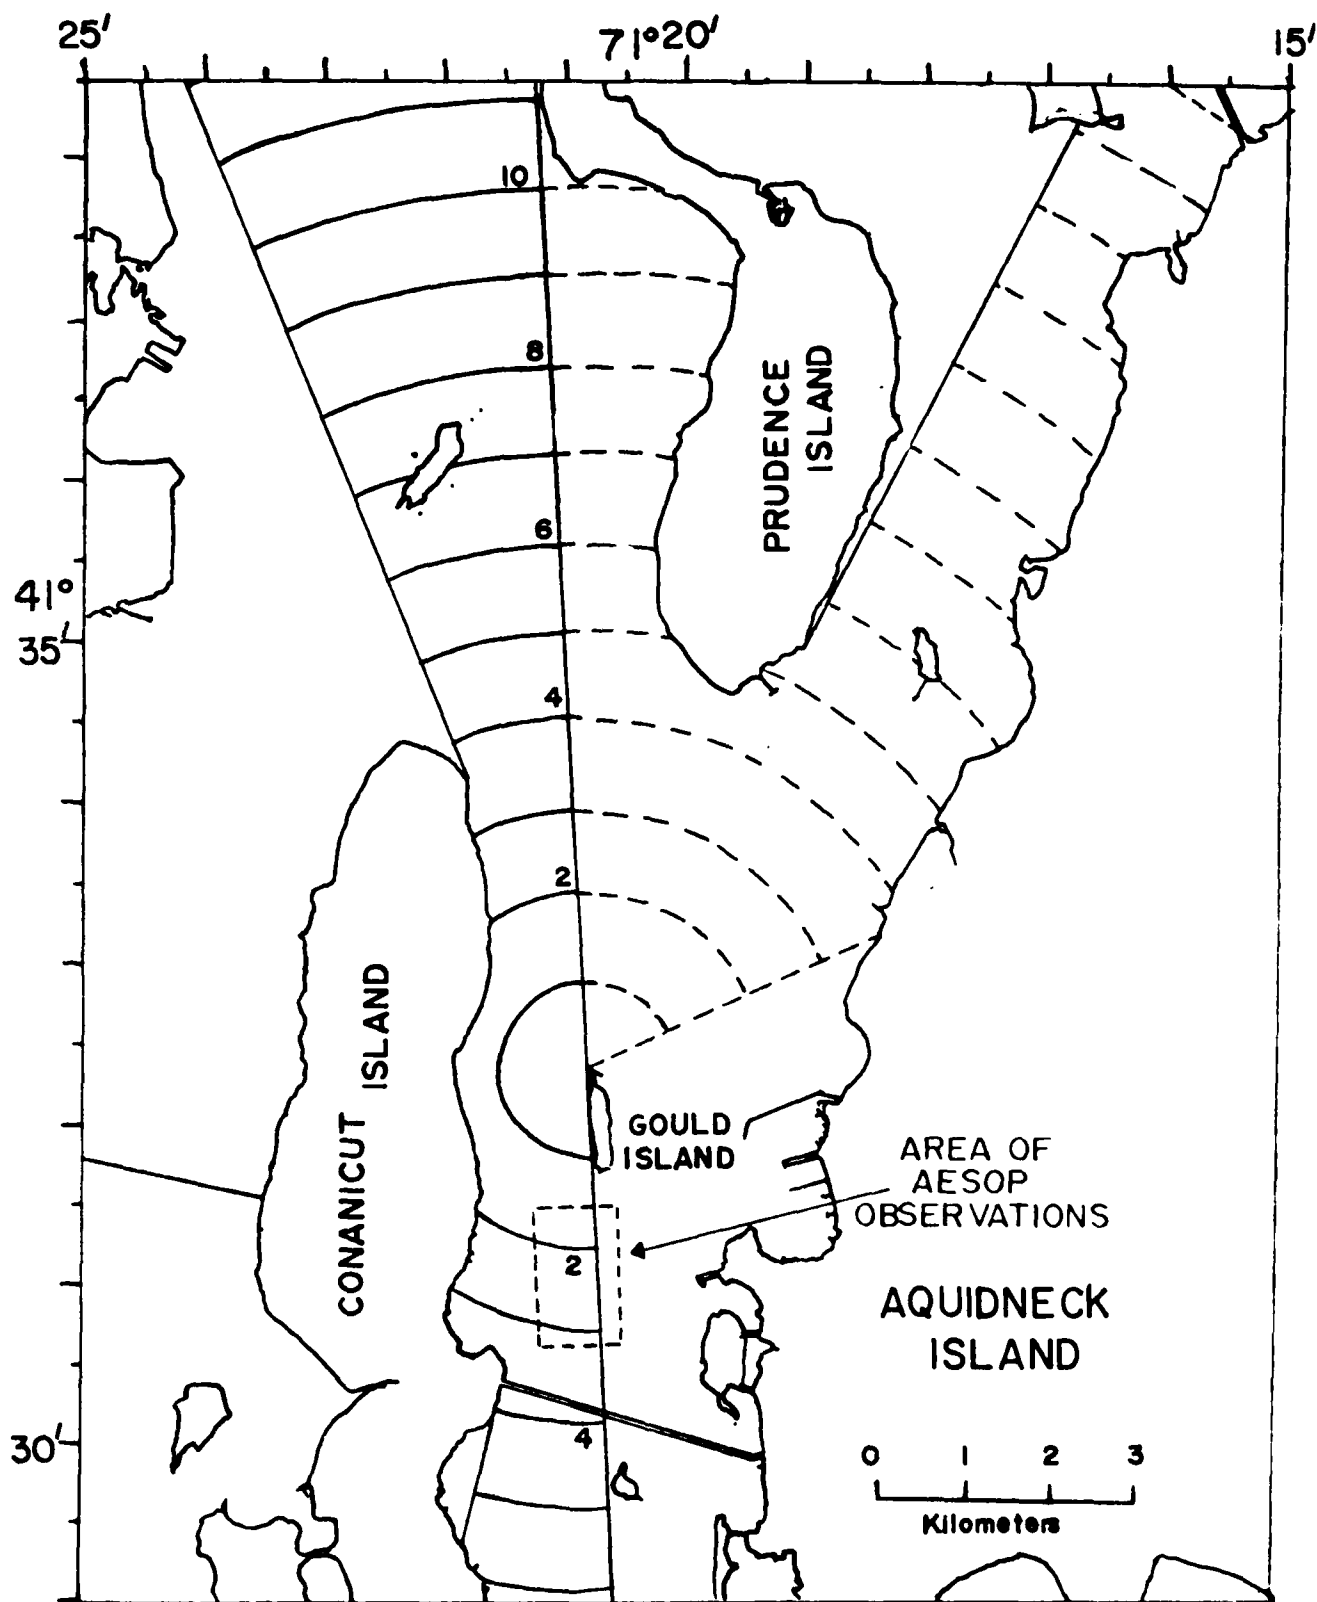 25'
71°20'
15'
10
8
6
41°
35'
4
2
PRUDENCE
ISLAND
CONANICUT
ISLAND
GOULD
ISLAND
AREA OF
AESOP
OBSERVATIONS
2
AQUIDNECK
ISLAND
30'
4
0 1 2 3
Kilometers